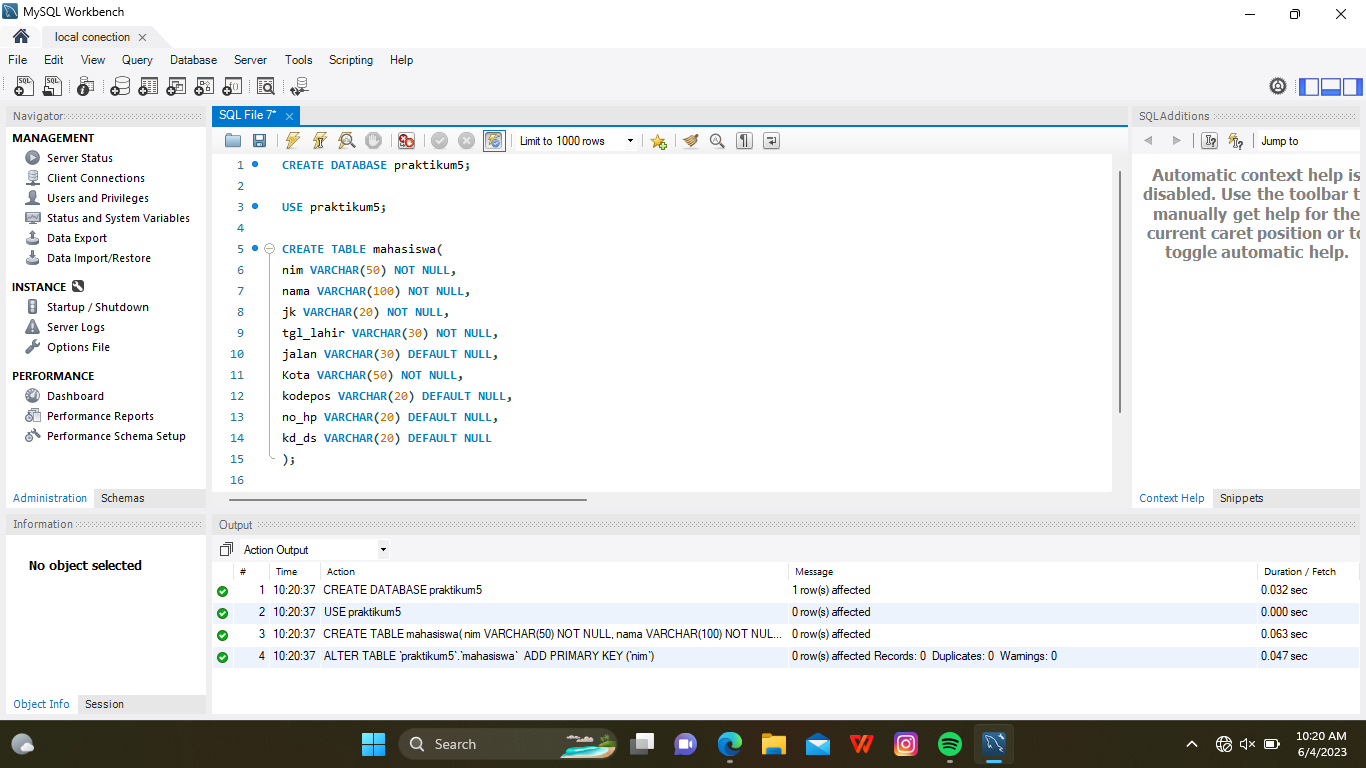 MySQL Workbench
local conection
File Edit View Query Database Server Tools Scripting Help
Navigator
MANAGEMENT
Server Status
Client Connections
Users and Privileges
Status and System Variables
Data Export
Data Import/Restore
INSTANCE
Startup / Shutdown
Server Logs
Options File
PERFORMANCE
Dashboard
Performance Reports
Performance Schema Setup
Administration Schemas
Information
No object selected
Object Info Session
SQL File 7*
Limit to 1000 rows
1 CREATE DATABASE praktikum5;
2
3 USE praktikum5;
4
5 CREATE TABLE mahasiswa(
6 nim VARCHAR(50) NOT NULL,
7 nama VARCHAR(100) NOT NULL,
8 jk VARCHAR(20) NOT NULL,
9 tgl_lahir VARCHAR(30) NOT NULL,
10 jalan VARCHAR(30) DEFAULT NULL,
11 Kota VARCHAR(50) NOT NULL,
12 kodepos VARCHAR(20) DEFAULT NULL,
13 no_hp VARCHAR(20) DEFAULT NULL,
14 kd_ds VARCHAR(20) DEFAULT NULL
15 );
16
SQLAdditions
Jump to
Automatic context help is
disabled. Use the toolbar t
manually get help for the
current caret position or to
toggle automatic help.
Context Help Snippets
Output
Action Output
# Time Action Message Duration / Fetch
1 10:20:37 CREATE DATABASE praktikum5 1 row(s) affected 0.032 sec
2 10:20:37 USE praktikum5 0 row(s) affected 0.000 sec
3 10:20:37 CREATE TABLE mahasiswa( nim VARCHAR(50) NOT NULL, nama VARCHAR(100) NOT NUL... 0 row(s) affected 0.063 sec
4 10:20:37 ALTER TABLE `praktikum5`.`mahasiswa` ADD PRIMARY KEY (`nim`) 0 row(s) affected Records: 0 Duplicates: 0 Warnings: 0 0.047 sec
Search
10:20 AM
6/4/2023